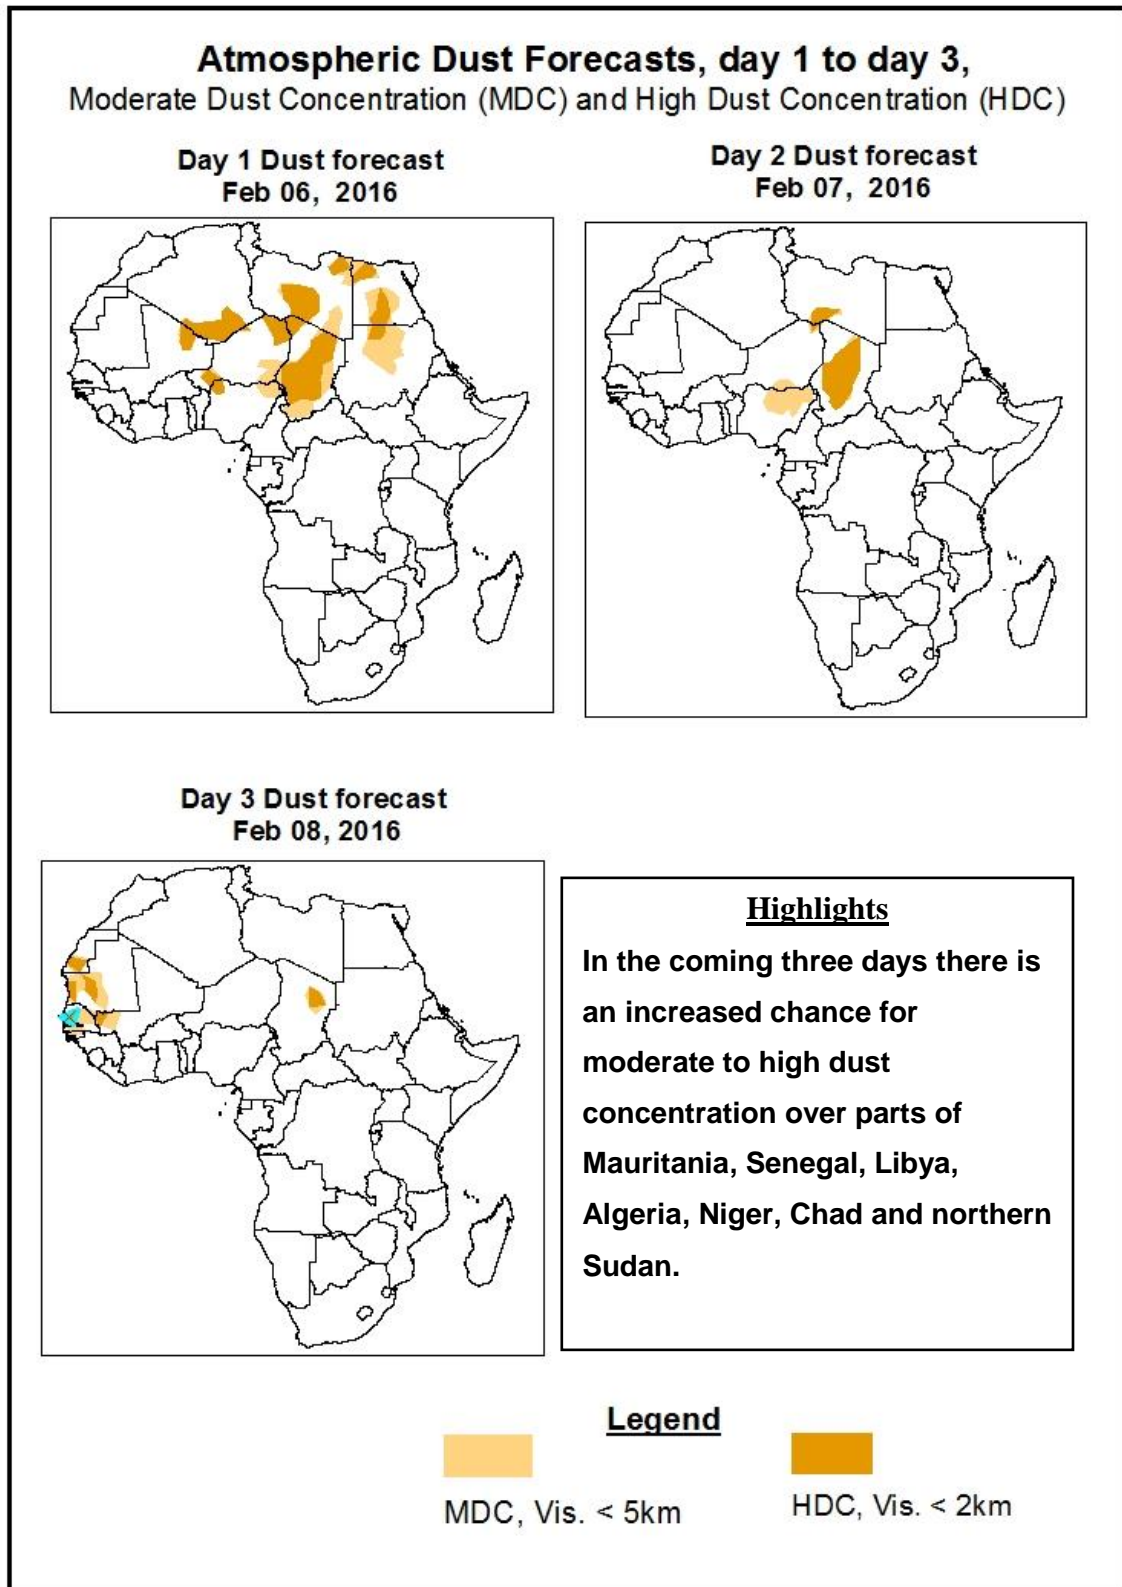 Atmospheric Dust Forecasts, day 1 to day 3,
Moderate Dust Concentration (MDC) and High Dust Concentration (HDC)
Day 1 Dust forecast
Feb 06, 2016
Day 2 Dust forecast
Feb 07, 2016
Day 3 Dust forecast
Feb 08, 2016
Highlights
In the coming three days there is
an increased chance for
moderate to high dust
concentration over parts of
Mauritania, Senegal, Libya,
Algeria, Niger, Chad and northern
Sudan.
Legend
MDC, Vis. < 5km
HDC, Vis. < 2km